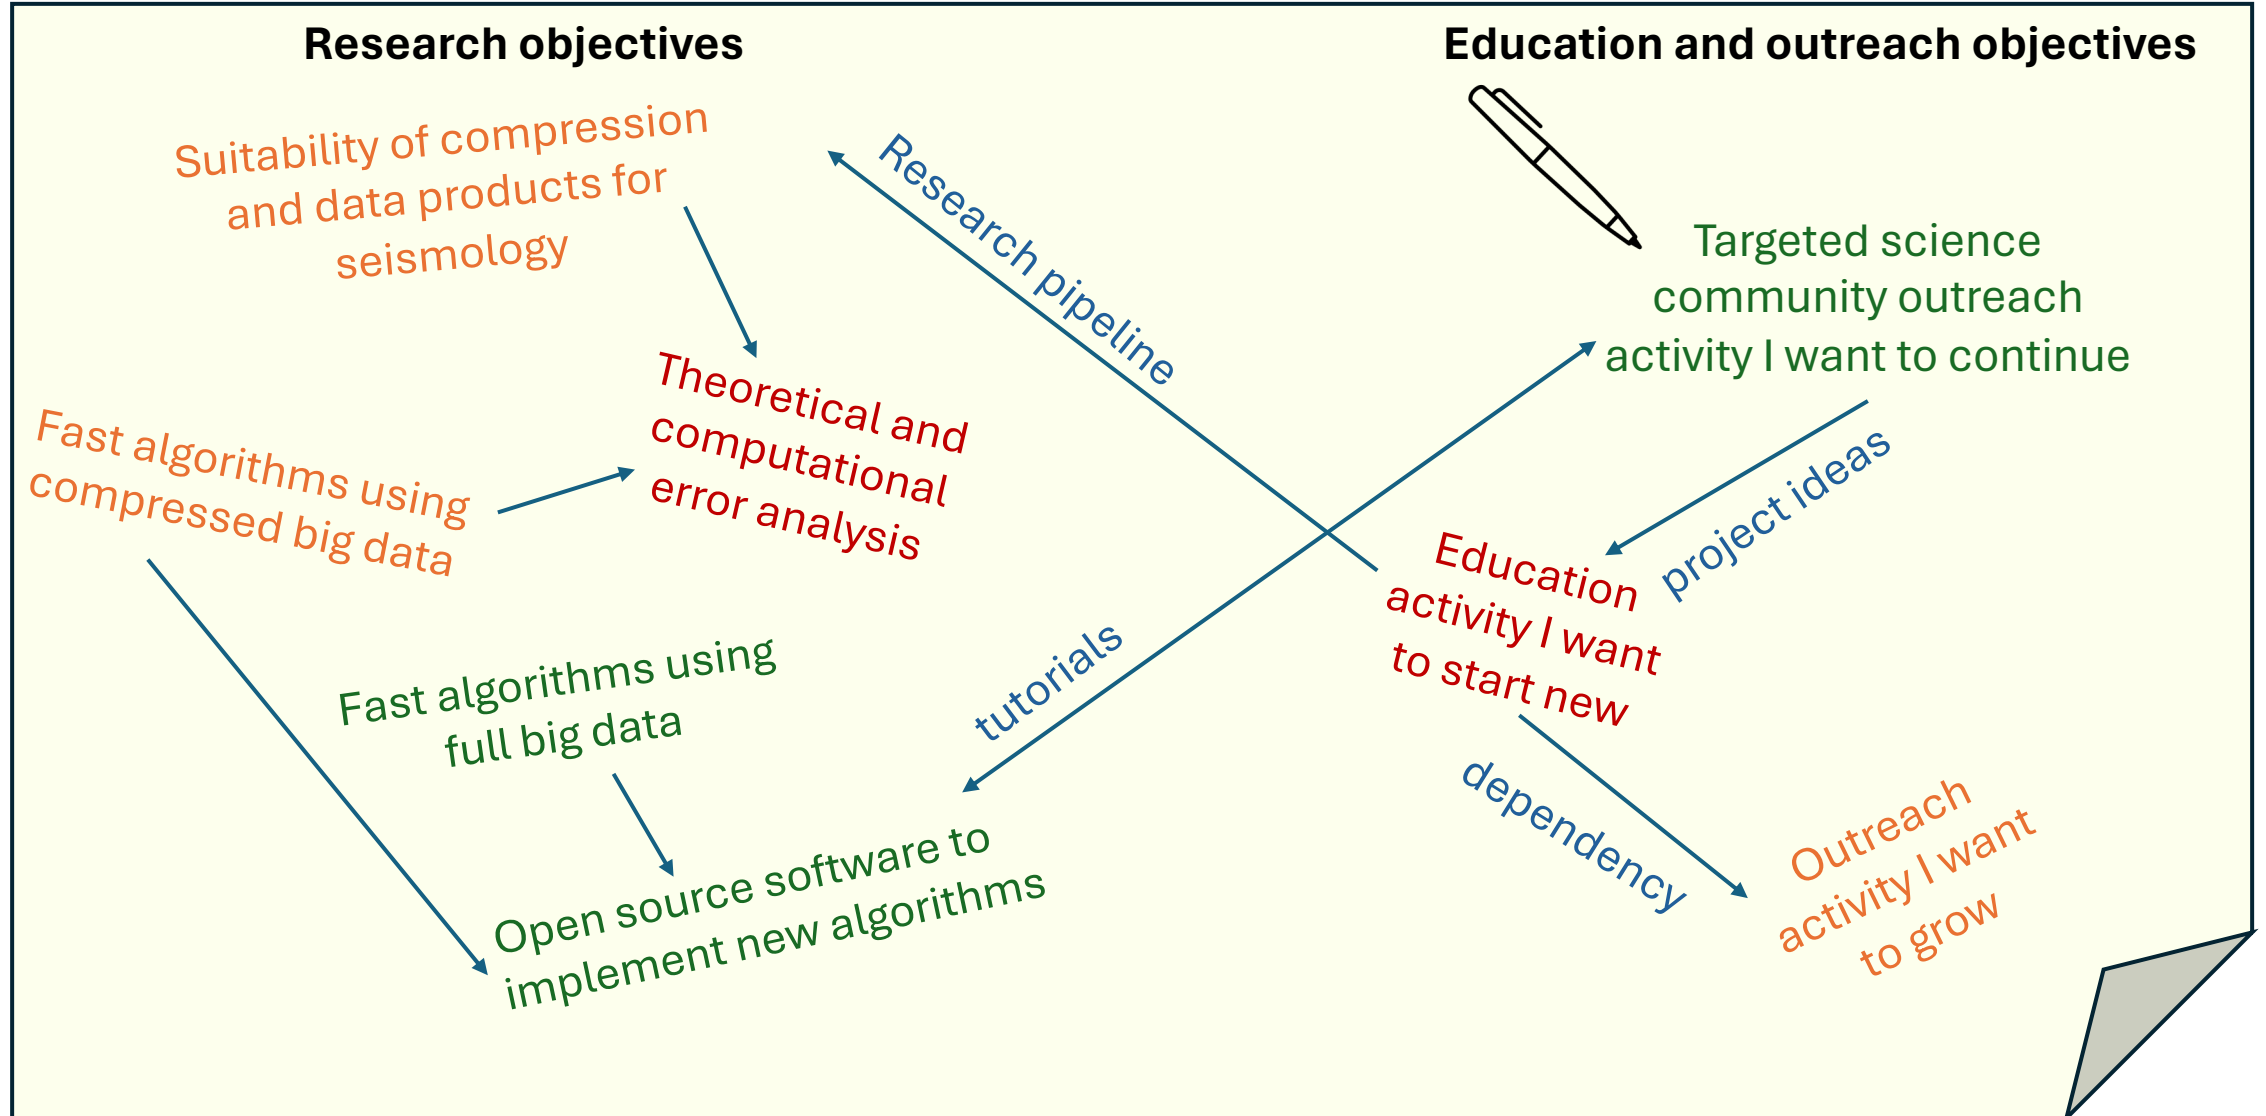 Research objectives
Suitability of compression
and data products for
seismology
Theoretical and
computational
error analysis
Fast algorithms using
compressed big data
Fast algorithms using
full big data
Open source software to
implement new algorithms
Research pipeline
tutorials
Education and outreach objectives
Targeted science
community outreach
activity I want to continue
project ideas
Education
activity I want
to start new
dependency
Outreach
activity I want
to grow